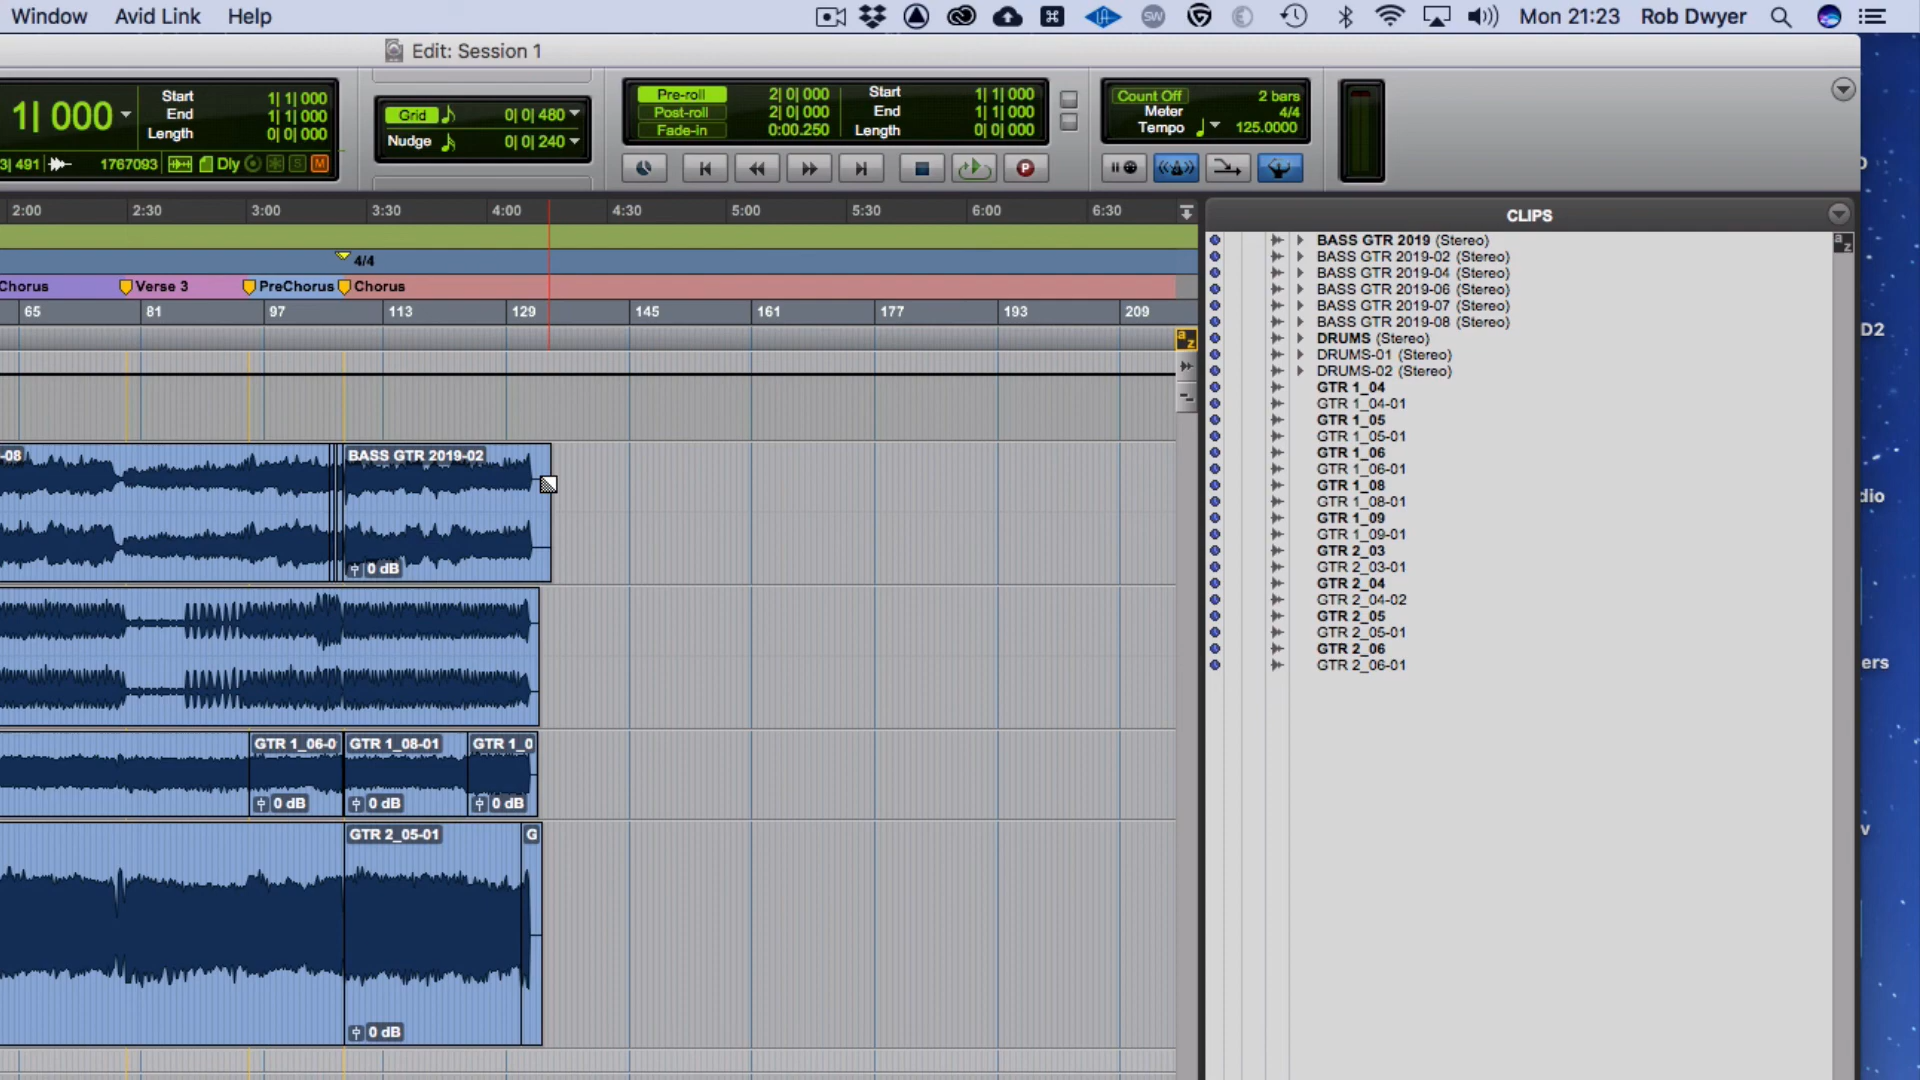 Window Avid Link Help
SW
Mon 21:23 Rob Dwyer
Edit: Session 1
1| 000
Start 1| 1| 000
End 1| 1| 000
Length 0| 0| 000
3| 491 1767093 Dly S M
Grid 0| 0| 480
Nudge 0| 0| 240
Pre-roll 2| 0| 000 Start 1| 1| 000
Post-roll 2| 0| 000 End 1| 1| 000
Fade-in 0:00.250 Length 0| 0| 000
Count Off 2 bars
Meter 4/4
Tempo 125.0000
P
2:00 2:30 3:00 3:30 4:00 4:30 5:00 5:30 6:00 6:30
4/4
Chorus Verse 3 PreChorus Chorus
65 81 97 113 129 145 161 177 193 209
a z
-08 BASS GTR 2019-02
0 dB
GTR 1_06-0 GTR 1_08-01 GTR 1_0
0 dB 0 dB 0 dB
GTR 2_05-01 G
0 dB
CLIPS
a z
BASS GTR 2019 (Stereo)
BASS GTR 2019-02 (Stereo)
BASS GTR 2019-04 (Stereo)
BASS GTR 2019-06 (Stereo)
BASS GTR 2019-07 (Stereo)
BASS GTR 2019-08 (Stereo)
DRUMS (Stereo)
DRUMS-01 (Stereo)
DRUMS-02 (Stereo)
GTR 1_04
GTR 1_04-01
GTR 1_05
GTR 1_05-01
GTR 1_06
GTR 1_06-01
GTR 1_08
GTR 1_08-01
GTR 1_09
GTR 1_09-01
GTR 2_03
GTR 2_03-01
GTR 2_04
GTR 2_04-02
GTR 2_05
GTR 2_05-01
GTR 2_06
GTR 2_06-01
D2
dio
ers
v